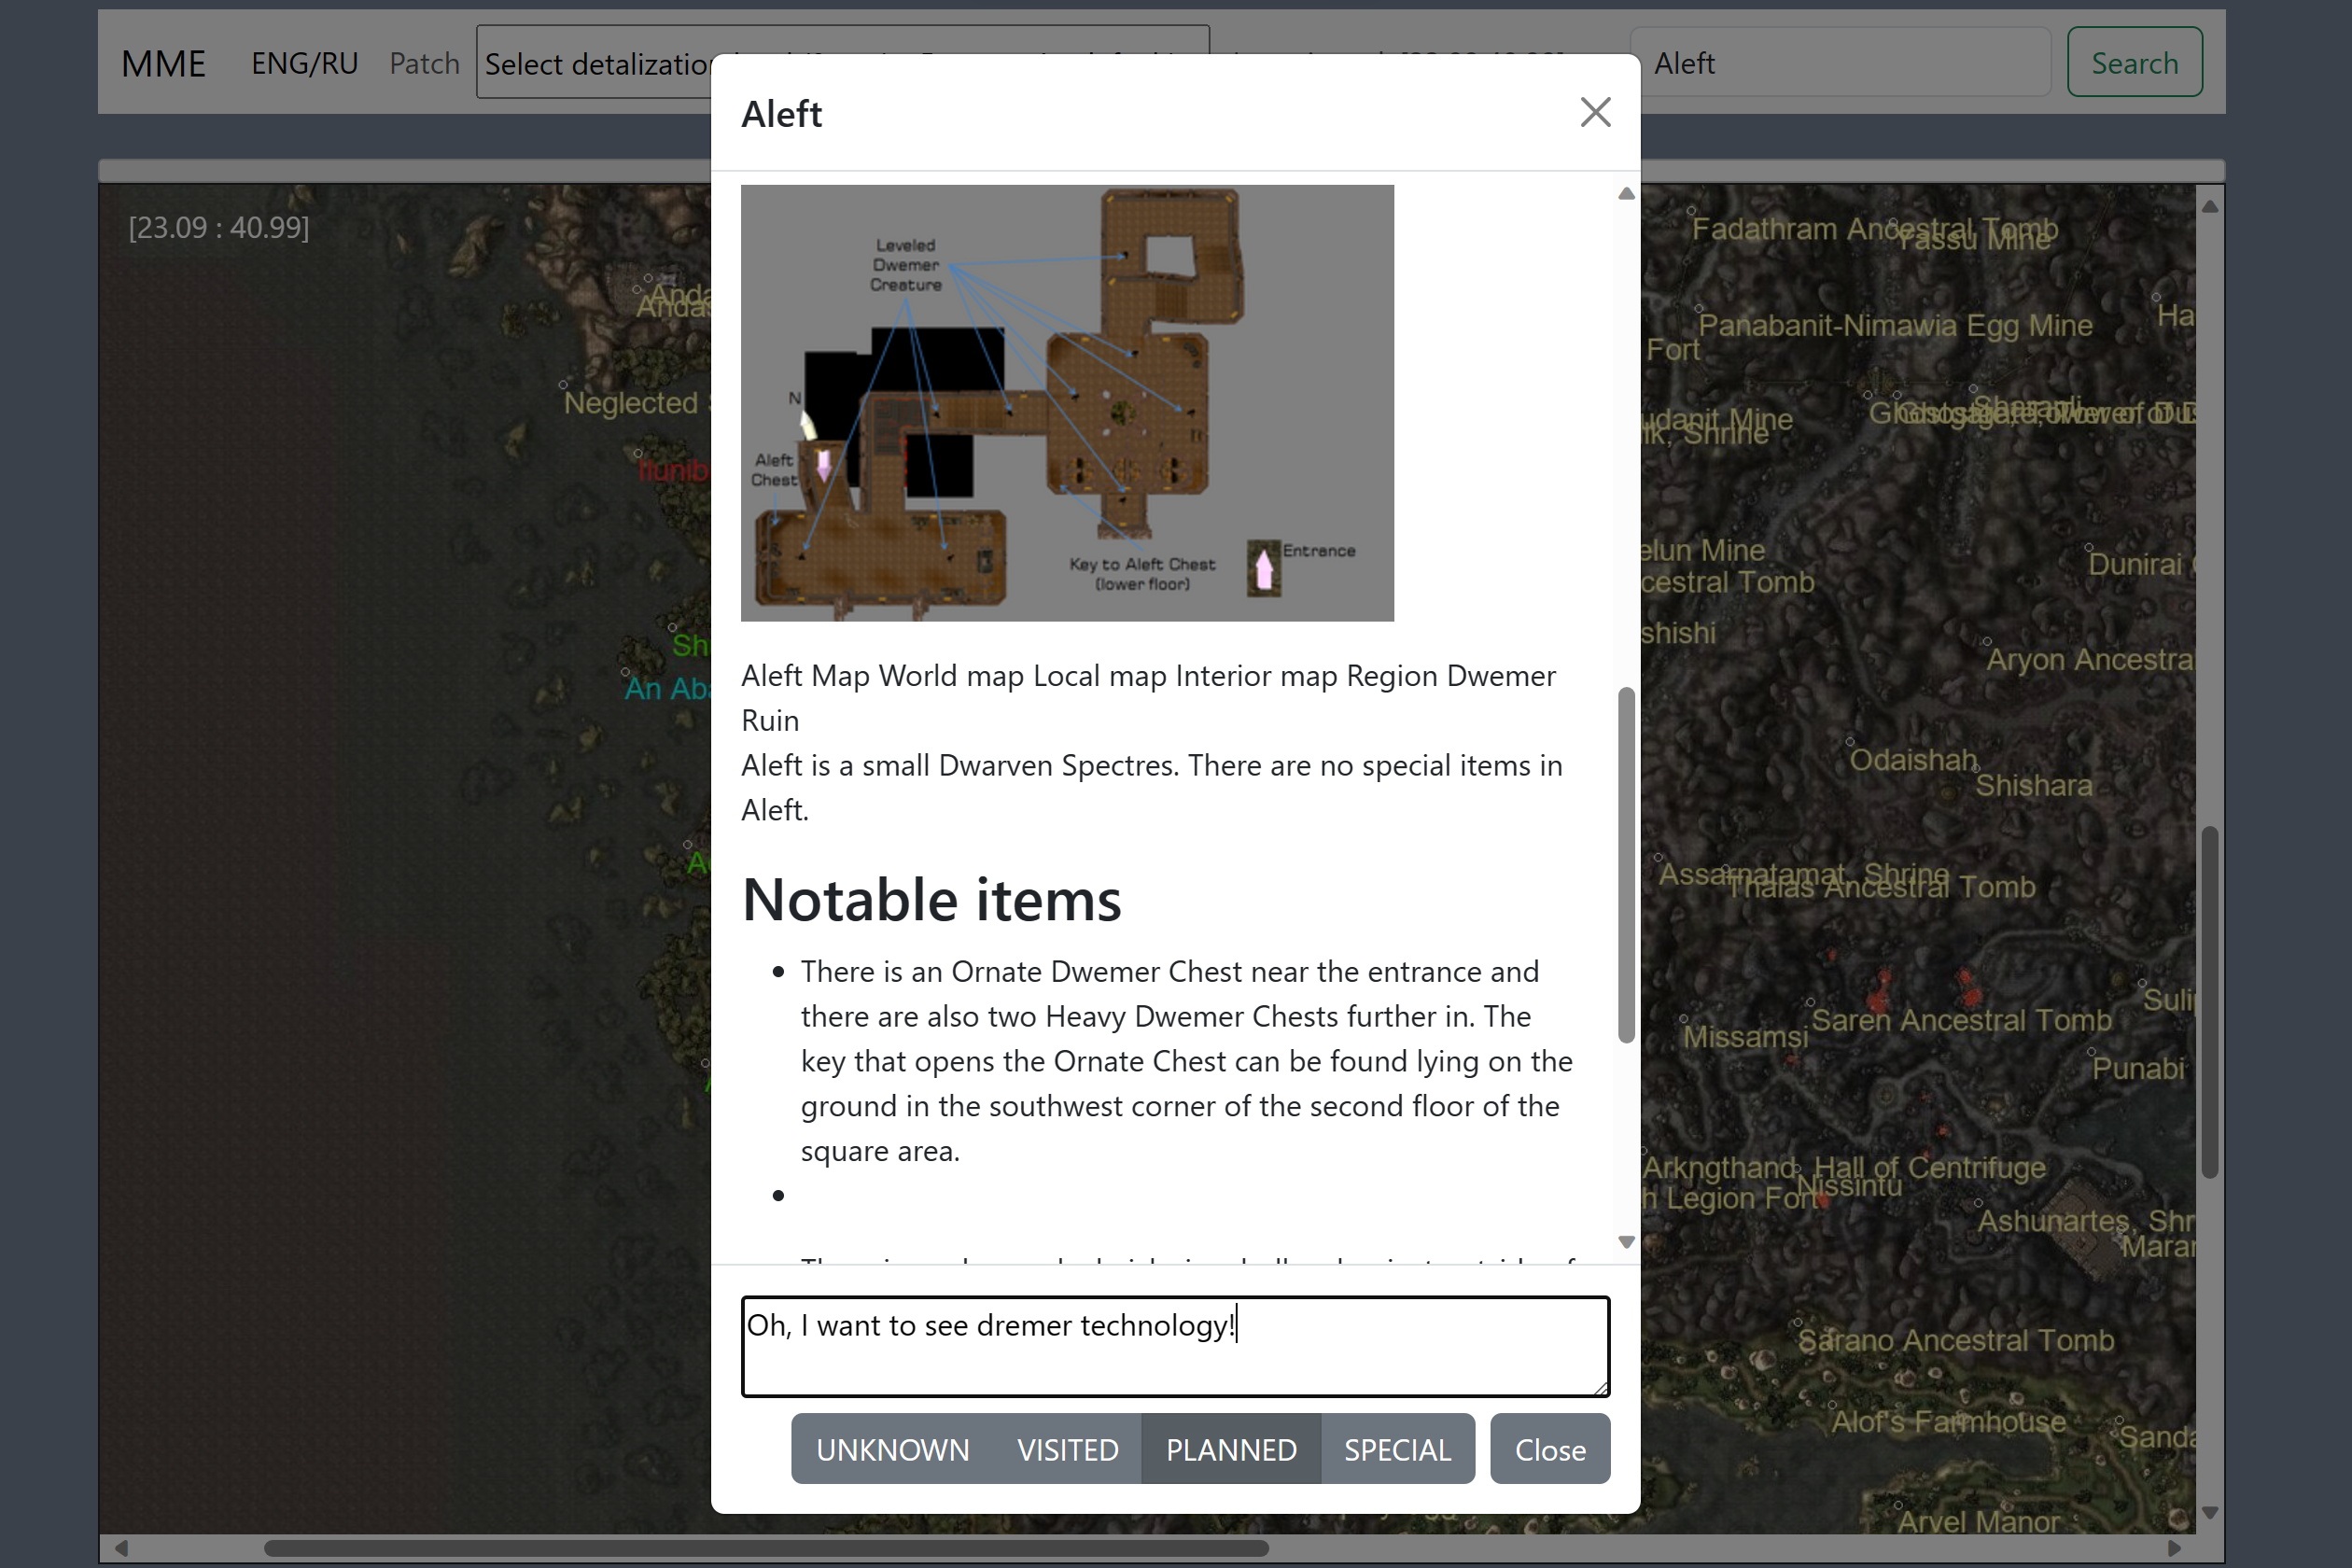 MME ENG/RU Patch Select detalization Aleft Search
Aleft
[23.09 : 40.99]
Leveled
Dwemer
Creature
N
Aleft
Chest
Key to Aleft Chest
(lower floor)
Entrance
Aleft Map World map Local map Interior map Region Dwemer
Ruin
Aleft is a small Dwarven Spectres. There are no special items in
Aleft.
Notable items
There is an Ornate Dwemer Chest near the entrance and
there are also two Heavy Dwemer Chests further in. The
key that opens the Ornate Chest can be found lying on the
ground in the southwest corner of the second floor of the
square area.
Oh, I want to see dremer technology!
UNKNOWN VISITED PLANNED SPECIAL Close
Neglected
An Aba
Fadathram Ancestral Tomb
Yassu Mine
Panabanit-Nimawia Egg Mine
Ha
Fort
udanit Mine
Shrine
elun Mine
cestral Tomb
Dunirai
shishi
Aryon Ancestra
Odaishah
Shishara
Assarnatamat, Shrine
Thalas Ancestral Tomb
Suli
Saren Ancestral Tomb
Missamsi
Punabi
Arkngthand, Hall of Centrifuge
Nissintu
h Legion Fort
Ashunartes, Shr
Maran
Sarano Ancestral Tomb
Alof's Farmhouse
Sanda
Arvel Manor